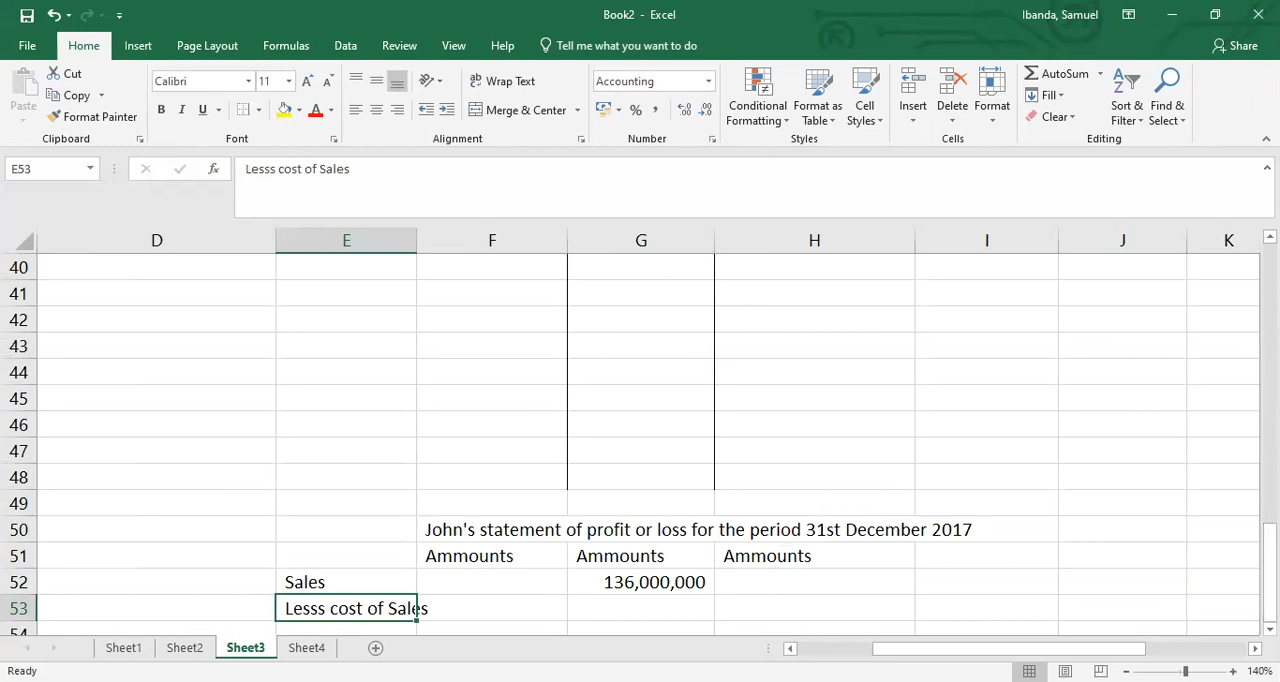 Book2 - Excel
Ibanda, Samuel
File Home Insert Page Layout Formulas Data Review View Help Tell me what you want to do Share
Paste
Cut
Copy
Format Painter
Clipboard
Calibri 11
B I U A
Font
Wrap Text
Merge & Center
Alignment
Accounting
% ,
Number
Conditional Formatting
Format as Table
Cell Styles
Styles
Insert Delete Format
Cells
AutoSum
Fill
Clear
Sort & Filter
Find & Select
Editing
E53 fx Lesss cost of Sales
D E F G H I J K
40
41
42
43
44
45
46
47
48
49
50 John's statement of profit or loss for the period 31st December 2017
51 Ammounts Ammounts Ammounts
52 Sales 136,000,000
53 Lesss cost of Sales
54
Sheet1 Sheet2 Sheet3 Sheet4
Ready 140%